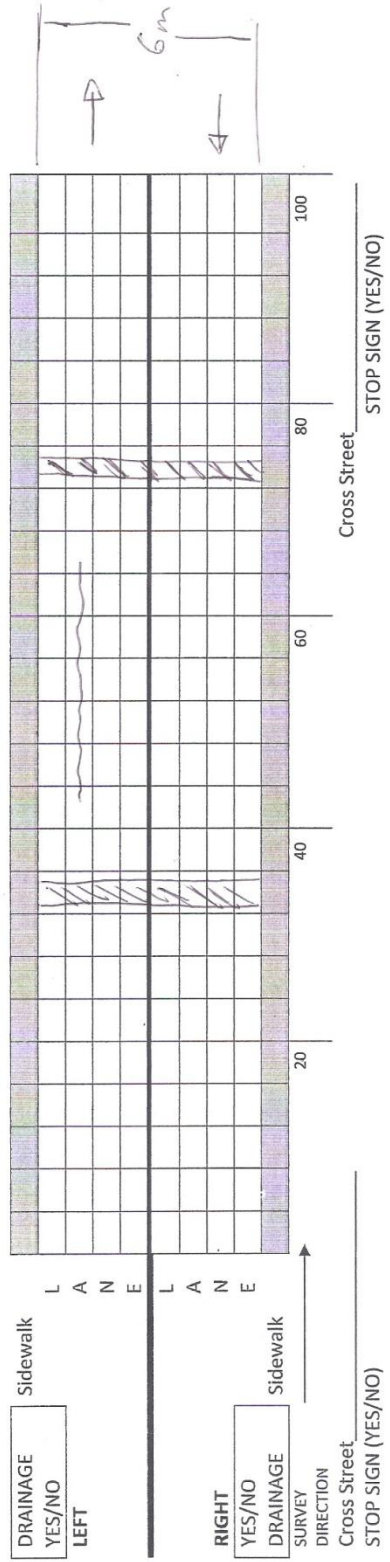 DRAINAGE
YES/NO
LEFT
Sidewalk
L
A
N
E
L
A
N
E
RIGHT
YES/NO
DRAINAGE
Sidewalk
SURVEY
DIRECTION
20
40
60
80
100
Cross Street
STOP SIGN (YES/NO)
Cross Street
STOP SIGN (YES/NO)
6m